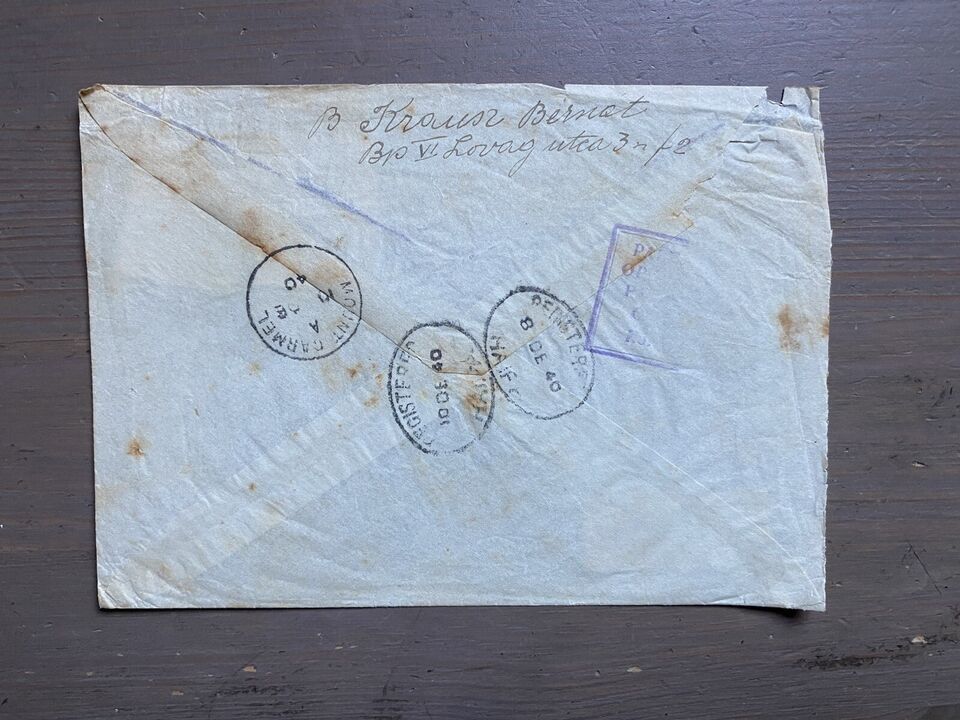 B Krausz Bernat
Bp VI Lovag utca 3 n/2
MOUNT CARMEL
40
REGISTERED
HAIFA
10 DE 40
REGISTERED
HAIFA
8 DE 40